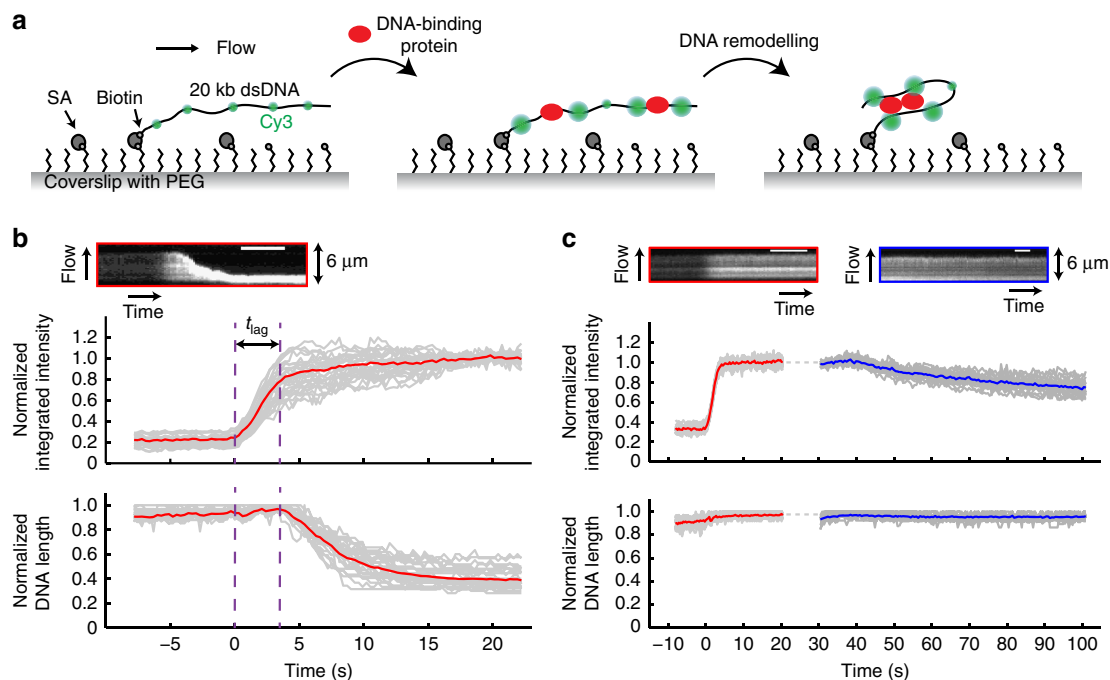 a
Flow
DNA-binding
protein
DNA remodelling
20 kb dsDNA
SA
Biotin
Cy3
Coverslip with PEG
b
Flow
6 μm
Time
t lag
Normalized
integrated intensity
1.2
1.0
0.8
0.6
0.4
0.2
0
Normalized
DNA length
1.0
0.8
0.6
0.4
0.2
0
−5
0
5
10
15
20
Time (s)
c
Flow
Time
Flow
6 μm
Time
Normalized
integrated intensity
1.2
1.0
0.8
0.6
0.4
0.2
0
Normalized
DNA length
1.0
0.8
0.6
0.4
0.2
−10 0 10 20 30 40 50 60 70 80 90 100
Time (s)